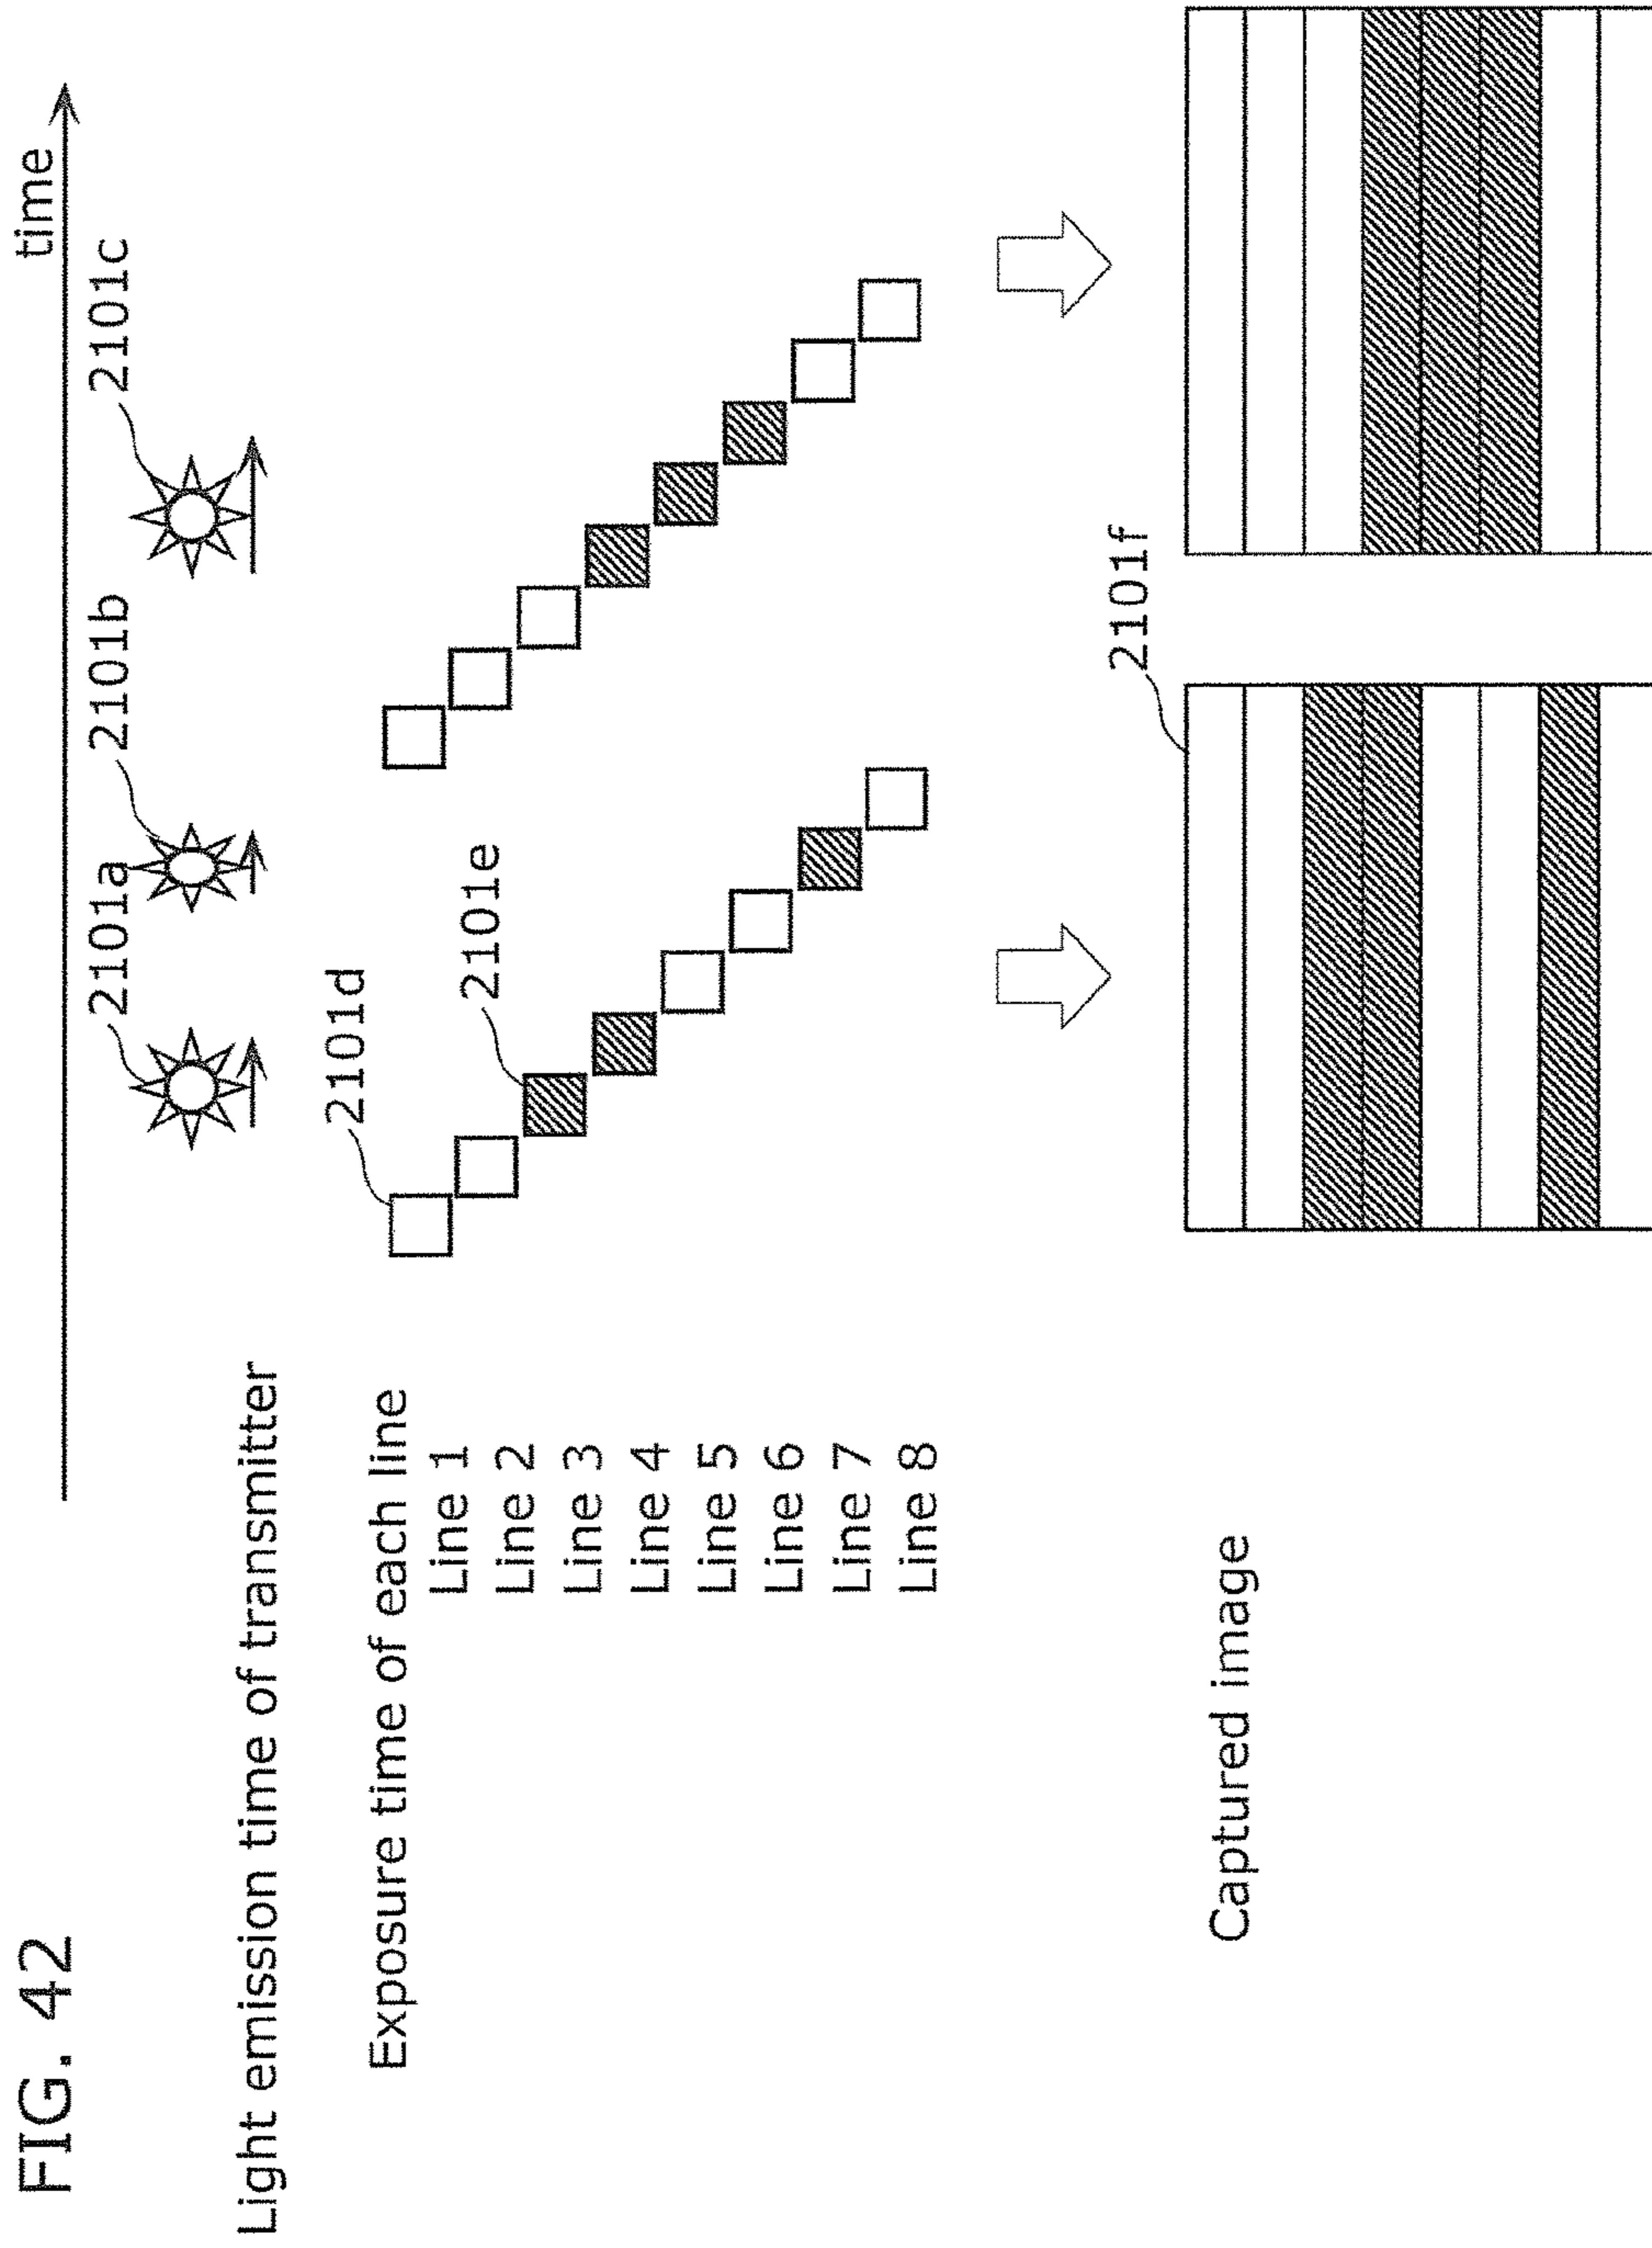 FIG. 42
time
2101a
2101b
2101c
Light emission time of transmitter
2101d
Exposure time of each line
Line 1
2101e
Line 2
Line 3
Line 4
Line 5
Line 6
Line 7
Line 8
2101f
Captured image